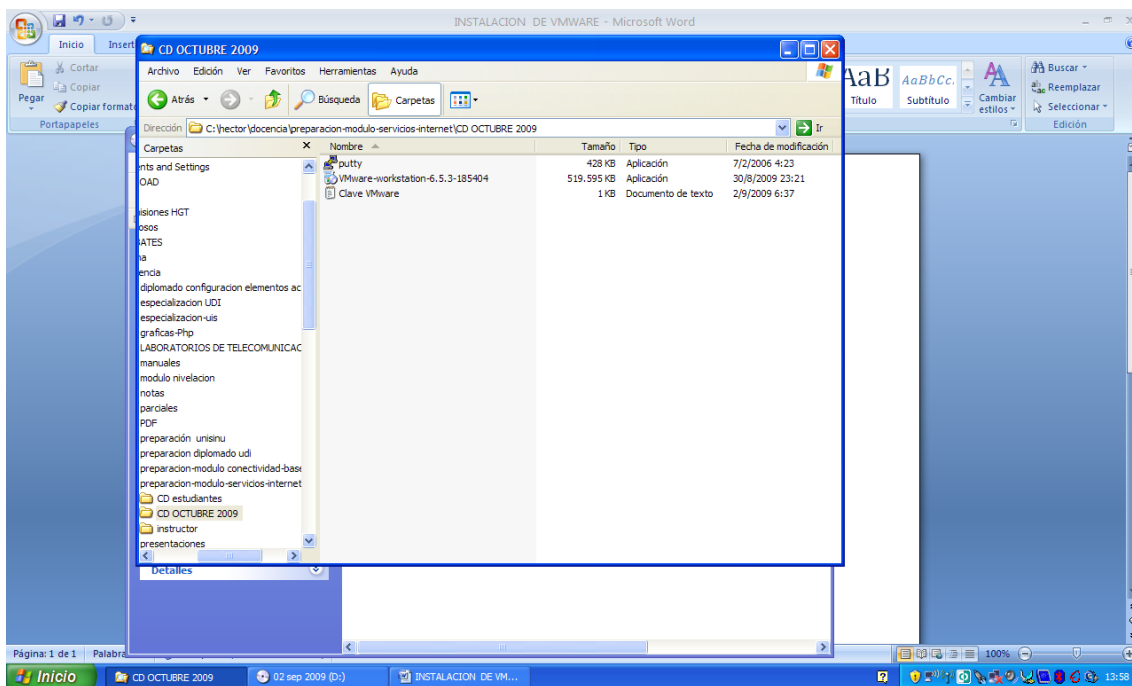 INSTALACION DE VMWARE - Microsoft Word
Inicio Insert
Cortar
Copiar
Pegar
Copiar formato
Portapapeles
AaB AaBbCc.
Título Subtítulo
Cambiar estilos
Buscar
Reemplazar
Seleccionar
Edición
CD OCTUBRE 2009
Archivo Edición Ver Favoritos Herramientas Ayuda
Atrás Búsqueda Carpetas
Dirección C:\hector\docencia\preparacion-modulo-servicios-internet\CD OCTUBRE 2009 Ir
Carpetas
Nombre Tamaño Tipo Fecha de modificación
putty 428 KB Aplicación 7/2/2006 4:23
VMware-workstation-6.5.3-185404 519.595 KB Aplicación 30/8/2009 23:21
Clave VMware 1 KB Documento de texto 2/9/2009 6:37
nts and Settings
OAD
isiones HGT
osos
ATES
na
encia
diplomado configuracion elementos ac
especializacion UDI
especializacion-uis
graficas-Php
LABORATORIOS DE TELECOMUNICAC
manuales
modulo nivelacion
notas
parciales
PDF
preparación unisinu
preparacion diplomado udi
preparacion-modulo conectividad-base
preparacion-modulo-servicios-internet
CD estudiantes
CD OCTUBRE 2009
instructor
presentaciones
Detalles
Página: 1 de 1 Palabra
100%
Inicio CD OCTUBRE 2009 02 sep 2009 (D:) INSTALACION DE VM... 13:58